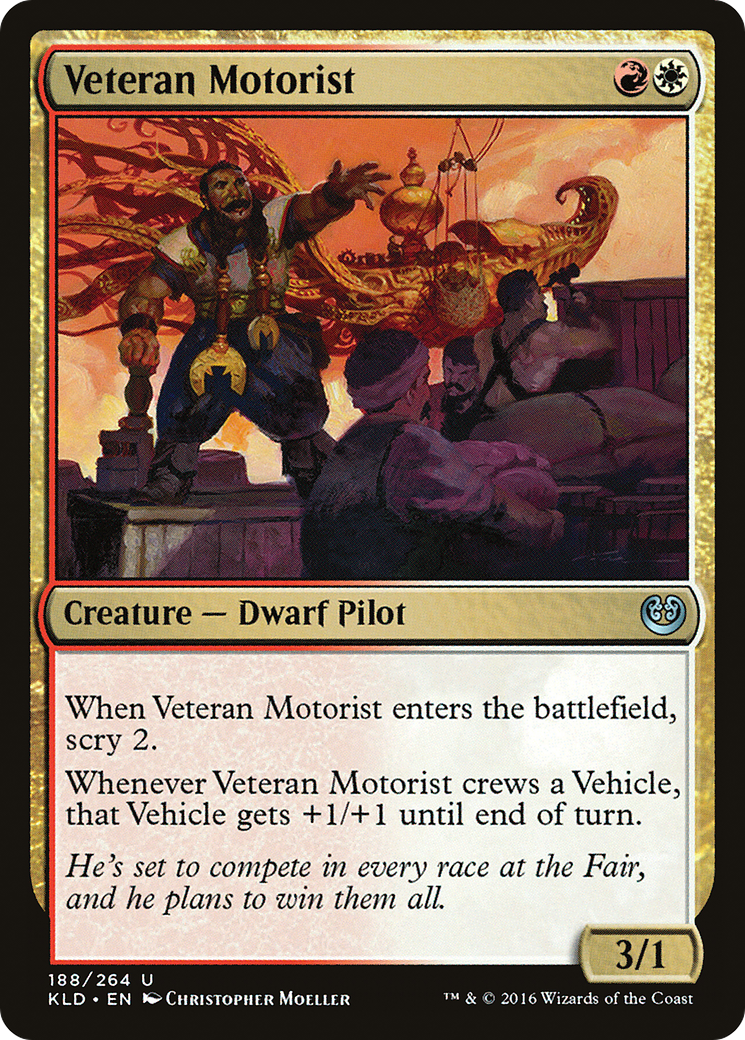 Veteran Motorist
Creature — Dwarf Pilot
When Veteran Motorist enters the battlefield,
scry 2.
Whenever Veteran Motorist crews a Vehicle,
that Vehicle gets +1/+1 until end of turn.
He's set to compete in every race at the Fair,
and he plans to win them all.
3/1
188/264 U
KLD • EN Christopher Moeller
™ & © 2016 Wizards of the Coast